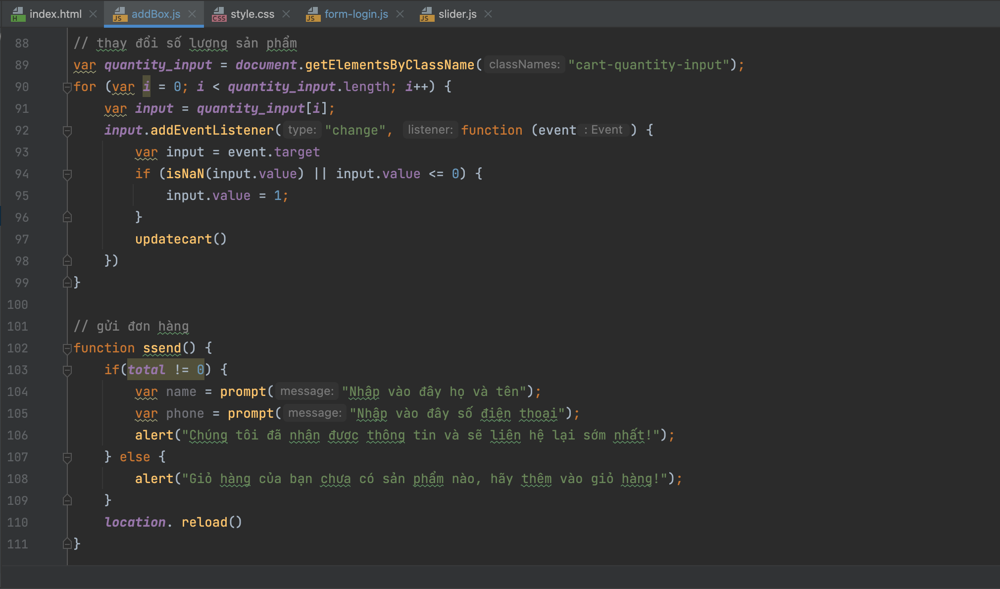 index.html addBox.js style.css form-login.js slider.js
88 // thay đổi số lượng sản phẩm
89 var quantity_input = document.getElementsByClassName( classNames: "cart-quantity-input");
90 for (var i = 0; i < quantity_input.length; i++) {
91 var input = quantity_input[i];
92 input.addEventListener( type: "change", listener: function (event : Event ) {
93 var input = event.target
94 if (isNaN(input.value) || input.value <= 0) {
95 input.value = 1;
96 }
97 updatecart()
98 })
99 }
100
101 // gửi đơn hàng
102 function ssend() {
103 if(total != 0) {
104 var name = prompt( message: "Nhập vào đây họ và tên");
105 var phone = prompt( message: "Nhập vào đây số điện thoại");
106 alert("Chúng tôi đã nhân được thông tin và sẽ liên hệ lại sớm nhất!");
107 } else {
108 alert("Giỏ hàng của bạn chưa có sản phẩm nào, hãy thêm vào giỏ hàng!");
109 }
110 location. reload()
111 }